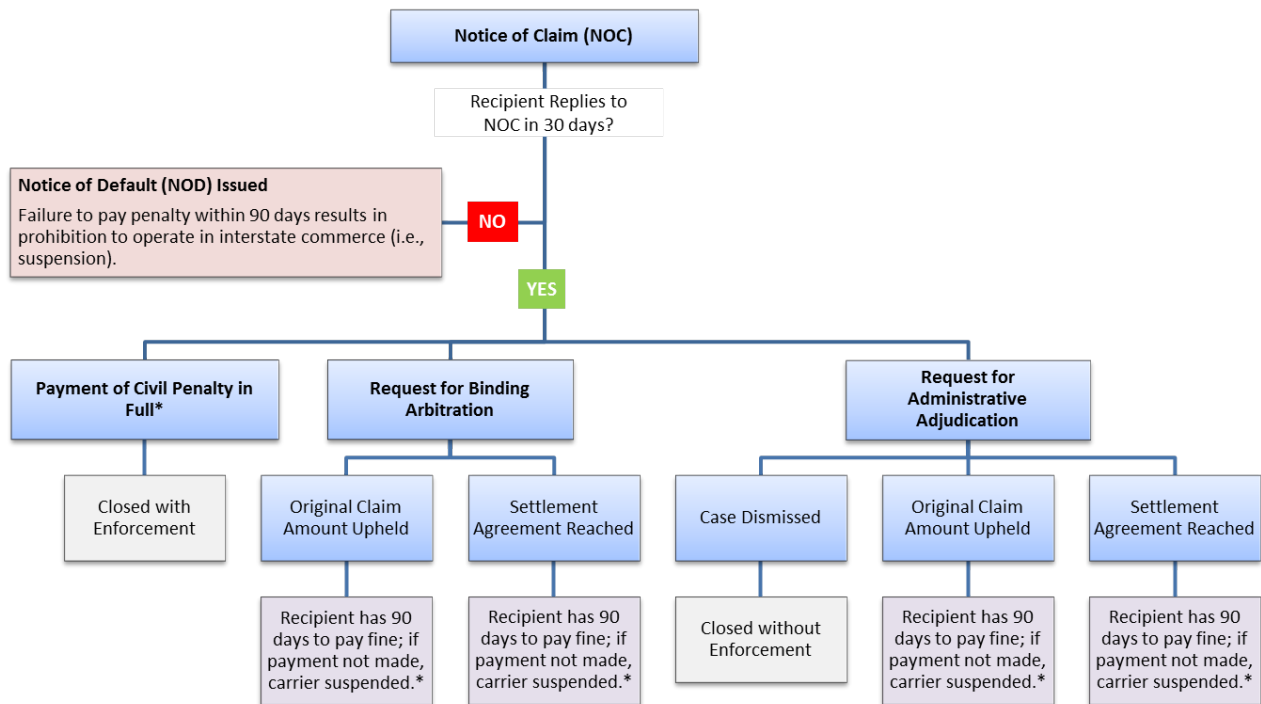 Notice of Claim (NOC)
Recipient Replies to
NOC in 30 days?
Notice of Default (NOD) Issued
Failure to pay penalty within 90 days results in
prohibition to operate in interstate commerce (i.e.,
suspension).
NO
YES
Payment of Civil Penalty in
Full*
Request for Binding
Arbitration
Request for
Administrative
Adjudication
Closed with
Enforcement
Original Claim
Amount Upheld
Settlement
Agreement Reached
Case Dismissed
Original Claim
Amount Upheld
Settlement
Agreement Reached
Recipient has 90
days to pay fine; if
payment not made,
carrier suspended.*
Recipient has 90
days to pay fine; if
payment not made,
carrier suspended.*
Closed without
Enforcement
Recipient has 90
days to pay fine; if
payment not made,
carrier suspended.*
Recipient has 90
days to pay fine; if
payment not made,
carrier suspended.*